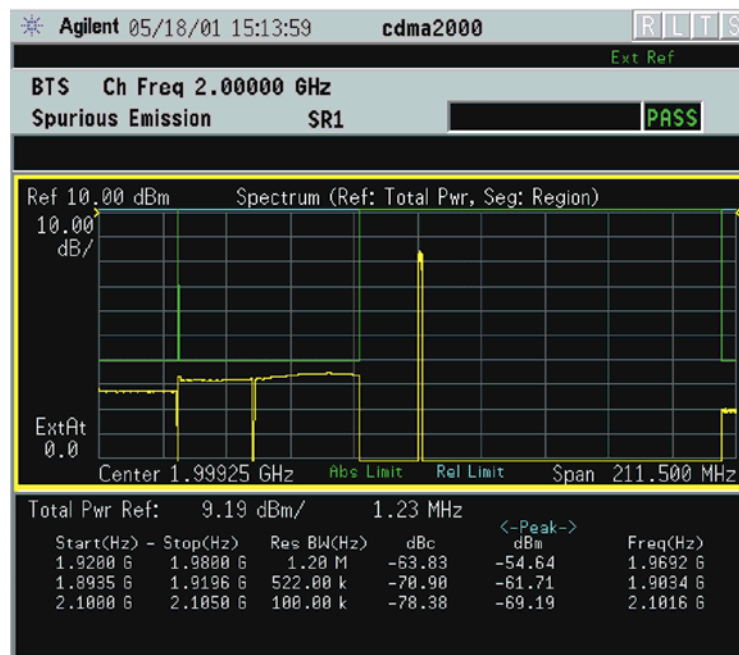 Agilent 05/18/01 15:13:59 cdma2000 R L T S
Ext Ref
BTS Ch Freq 2.00000 GHz
Spurious Emission SR1 PASS
Ref 10.00 dBm Spectrum (Ref: Total Pwr, Seg: Region)
10.00
dB/
ExtAt
0.0
Center 1.99925 GHz Abs Limit Rel Limit Span 211.500 MHz
Total Pwr Ref: 9.19 dBm/ 1.23 MHz
<-Peak->
Start(Hz) - Stop(Hz) Res BW(Hz) dBc dBm Freq(Hz)
1.9200 G 1.9800 G 1.20 M -63.83 -54.64 1.9692 G
1.8935 G 1.9196 G 522.00 k -70.90 -61.71 1.9034 G
2.1000 G 2.1050 G 100.00 k -78.38 -69.19 2.1016 G